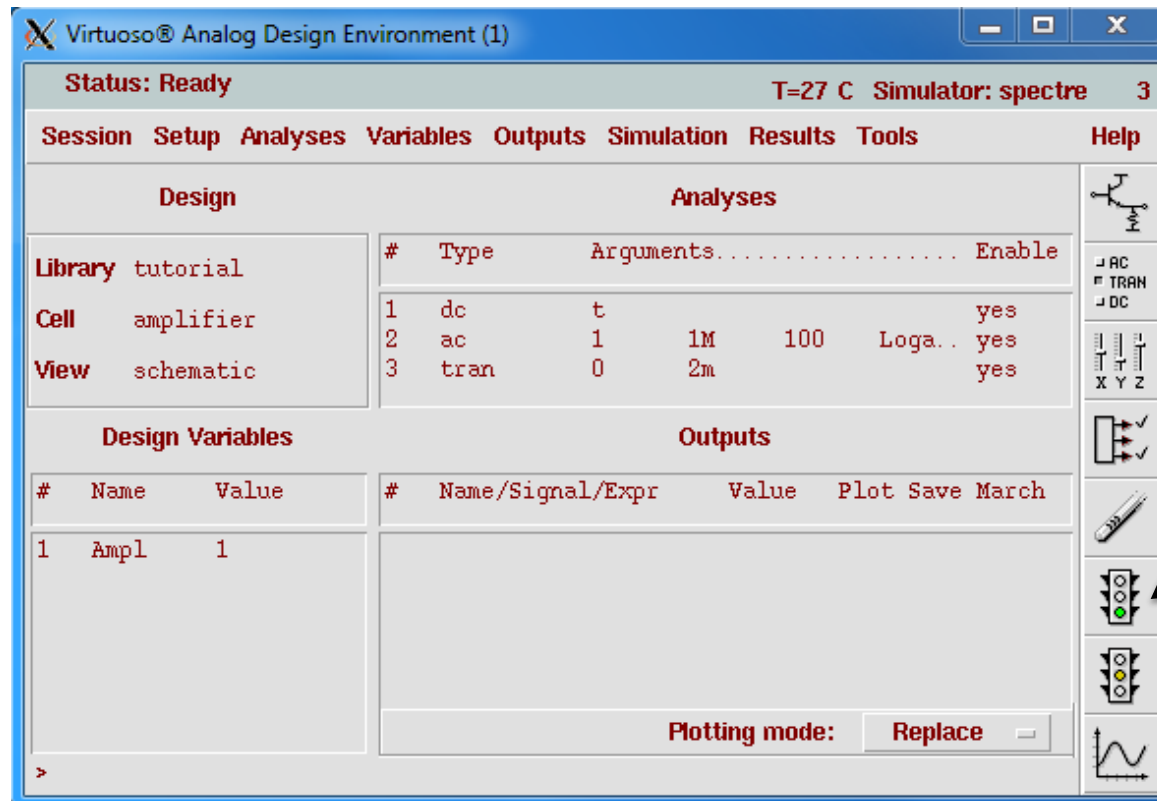 Virtuoso® Analog Design Environment (1)
Status: Ready T=27 C Simulator: spectre 3
Session Setup Analyses Variables Outputs Simulation Results Tools Help
Design
Library tutorial
Cell amplifier
View schematic
Analyses
# Type Arguments................... Enable
1 dc t yes
2 ac 1 1M 100 Loga.. yes
3 tran 0 2m yes
Design Variables
# Name Value
1 Ampl 1
Outputs
# Name/Signal/Expr Value Plot Save March
Plotting mode: Replace
>
AC
TRAN
DC
X Y Z